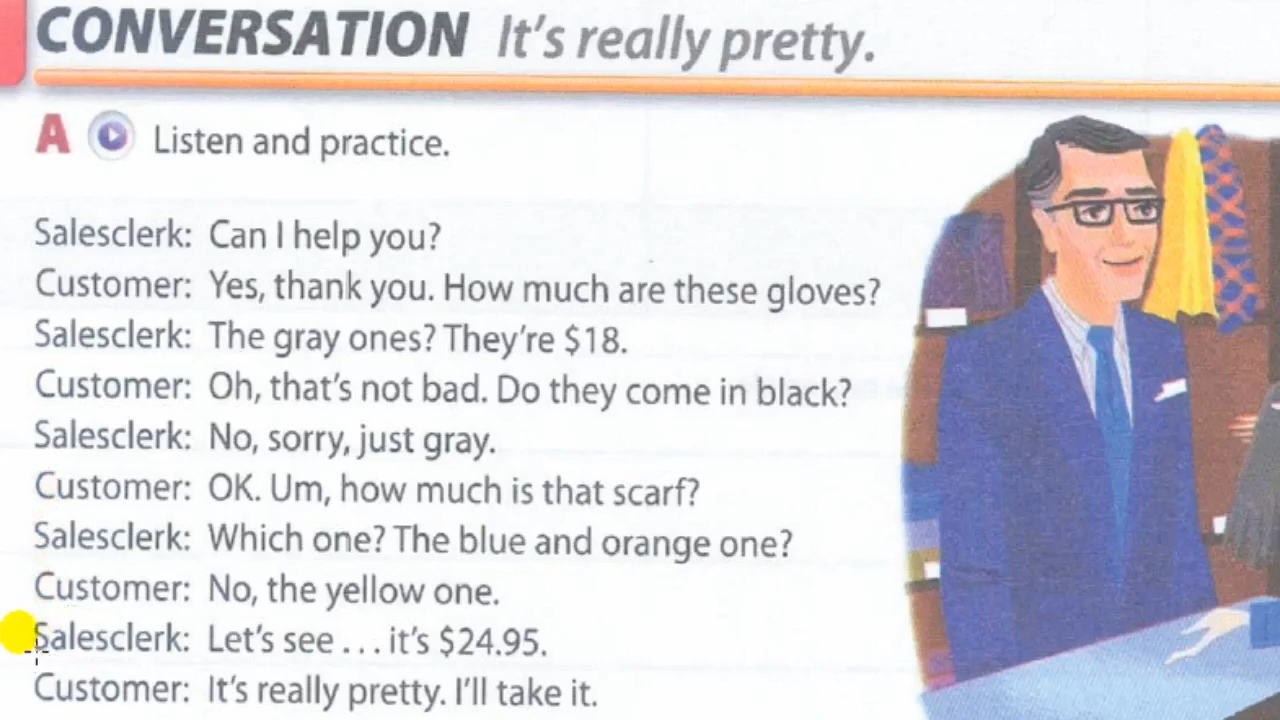 CONVERSATION It's really pretty.
A Listen and practice.
Salesclerk: Can I help you?
Customer: Yes, thank you. How much are these gloves?
Salesclerk: The gray ones? They're $18.
Customer: Oh, that's not bad. Do they come in black?
Salesclerk: No, sorry, just gray.
Customer: OK. Um, how much is that scarf?
Salesclerk: Which one? The blue and orange one?
Customer: No, the yellow one.
Salesclerk: Let's see . . . it's $24.95.
Customer: It's really pretty. I'll take it.